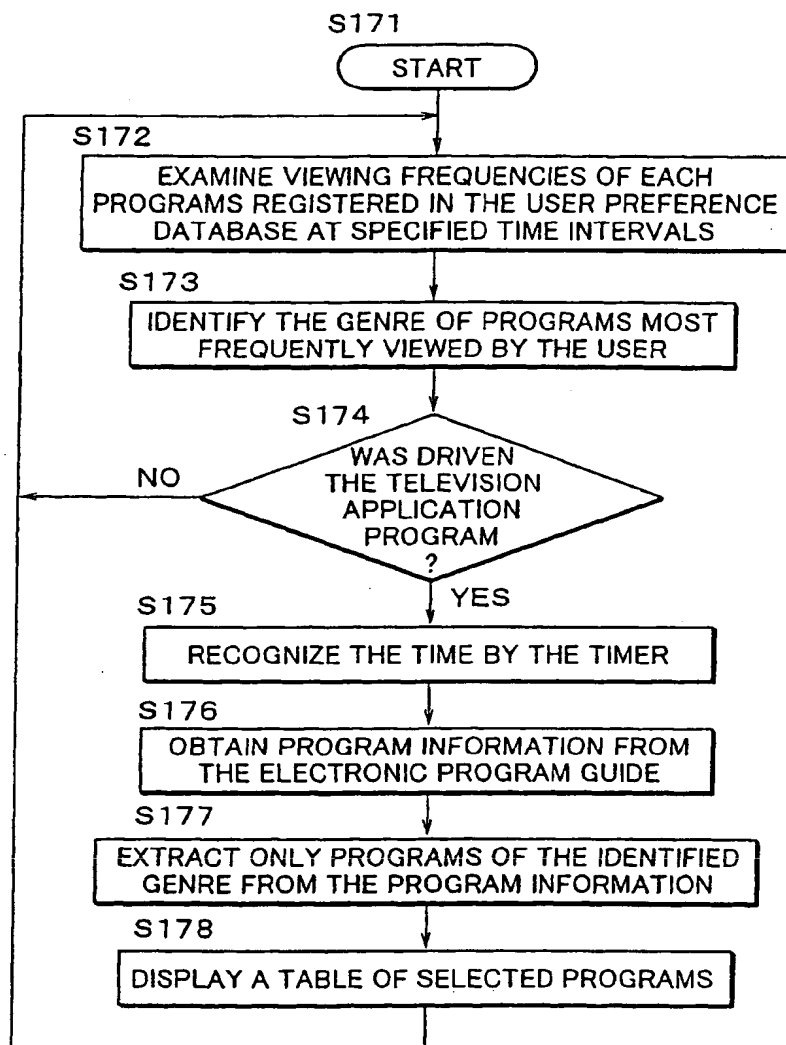 S171
START
S172
EXAMINE VIEWING FREQUENCIES OF EACH
PROGRAMS REGISTERED IN THE USER PREFERENCE
DATABASE AT SPECIFIED TIME INTERVALS
S173
IDENTIFY THE GENRE OF PROGRAMS MOST
FREQUENTLY VIEWED BY THE USER
S174
WAS DRIVEN
THE TELEVISION
APPLICATION
PROGRAM
?
NO
YES
S175
RECOGNIZE THE TIME BY THE TIMER
S176
OBTAIN PROGRAM INFORMATION FROM
THE ELECTRONIC PROGRAM GUIDE
S177
EXTRACT ONLY PROGRAMS OF THE IDENTIFIED
GENRE FROM THE PROGRAM INFORMATION
S178
DISPLAY A TABLE OF SELECTED PROGRAMS